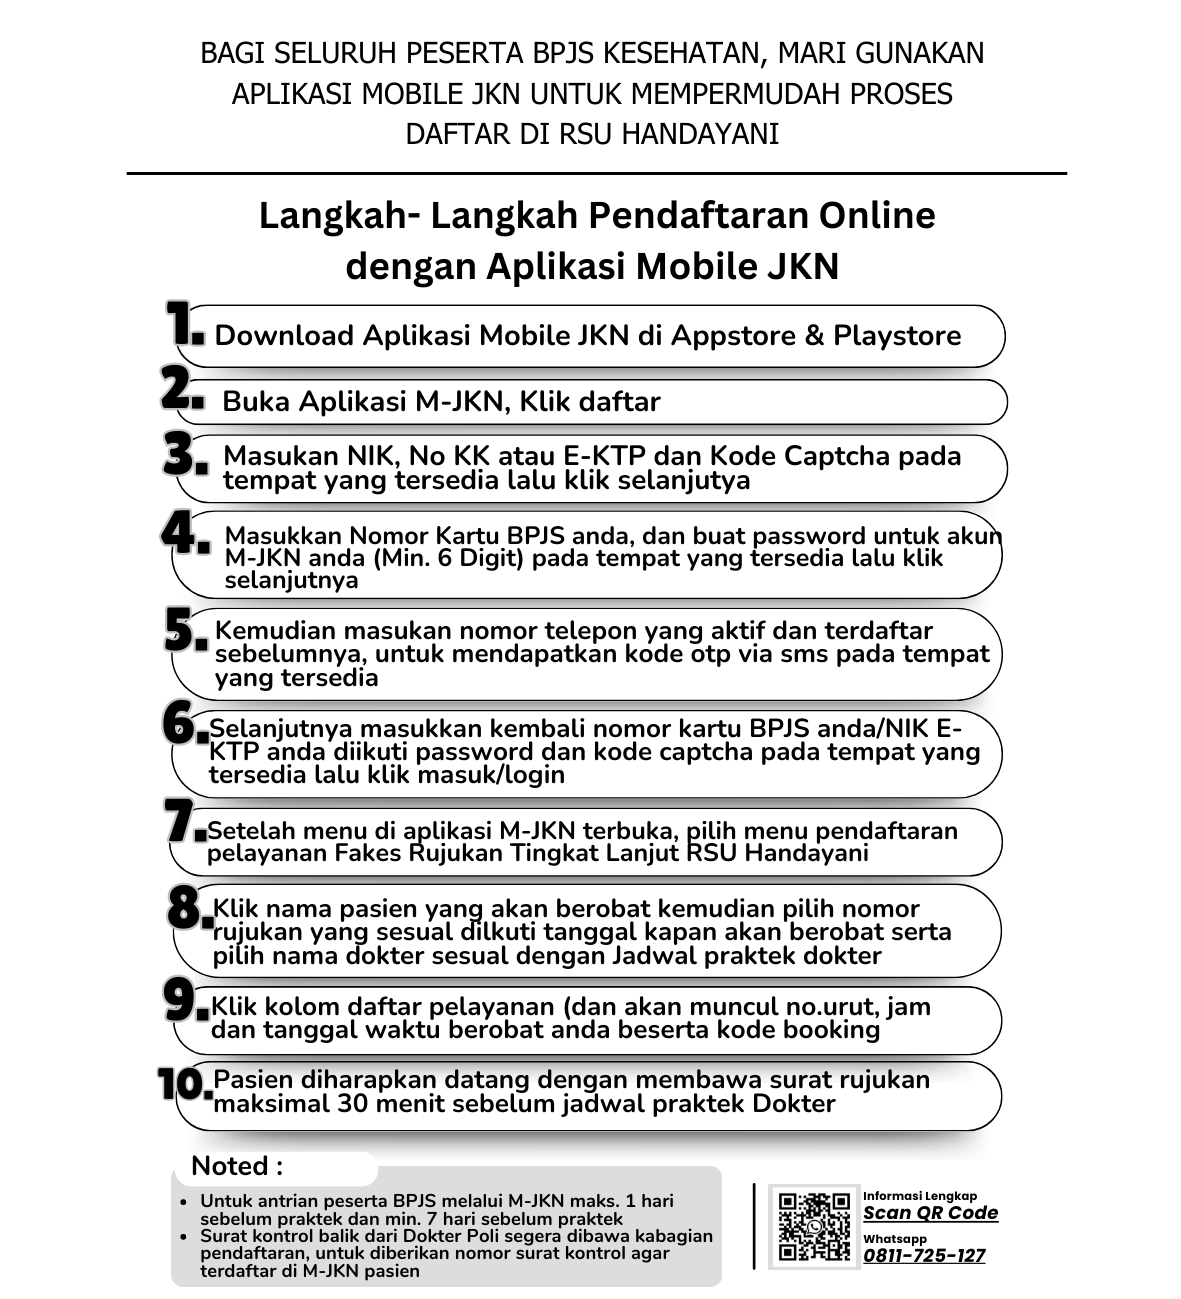 BAGI SELURUH PESERTA BPJS KESEHATAN, MARI GUNAKAN
APLIKASI MOBILE JKN UNTUK MEMPERMUDAH PROSES
DAFTAR DI RSU HANDAYANI
Langkah- Langkah Pendaftaran Online
dengan Aplikasi Mobile JKN
1. Download Aplikasi Mobile JKN di Appstore & Playstore
2. Buka Aplikasi M-JKN, Klik daftar
3. Masukan NIK, No KK atau E-KTP dan Kode Captcha pada
tempat yang tersedia lalu klik selanjutya
4. Masukkan Nomor Kartu BPJS anda, dan buat password untuk akun
M-JKN anda (Min. 6 Digit) pada tempat yang tersedia lalu klik
selanjutnya
5. Kemudian masukan nomor telepon yang aktif dan terdaftar
sebelumnya, untuk mendapatkan kode otp via sms pada tempat
yang tersedia
6. Selanjutnya masukkan kembali nomor kartu BPJS anda/NIK E-
KTP anda diikuti password dan kode captcha pada tempat yang
tersedia lalu klik masuk/login
7. Setelah menu di aplikasi M-JKN terbuka, pilih menu pendaftaran
pelayanan Fakes Rujukan Tingkat Lanjut RSU Handayani
8. Klik nama pasien yang akan berobat kemudian pilih nomor
rujukan yang sesual dilkuti tanggal kapan akan berobat serta
pilih nama dokter sesual dengan Jadwal praktek dokter
9. Klik kolom daftar pelayanan (dan akan muncul no.urut, jam
dan tanggal waktu berobat anda beserta kode booking
10. Pasien diharapkan datang dengan membawa surat rujukan
maksimal 30 menit sebelum jadwal praktek Dokter
Noted :
• Untuk antrian peserta BPJS melalui M-JKN maks. 1 hari
sebelum praktek dan min. 7 hari sebelum praktek
• Surat kontrol balik dari Dokter Poli segera dibawa kabagian
pendaftaran, untuk diberikan nomor surat kontrol agar
terdaftar di M-JKN pasien
Informasi Lengkap
Scan QR Code
Whatsapp
0811-725-127